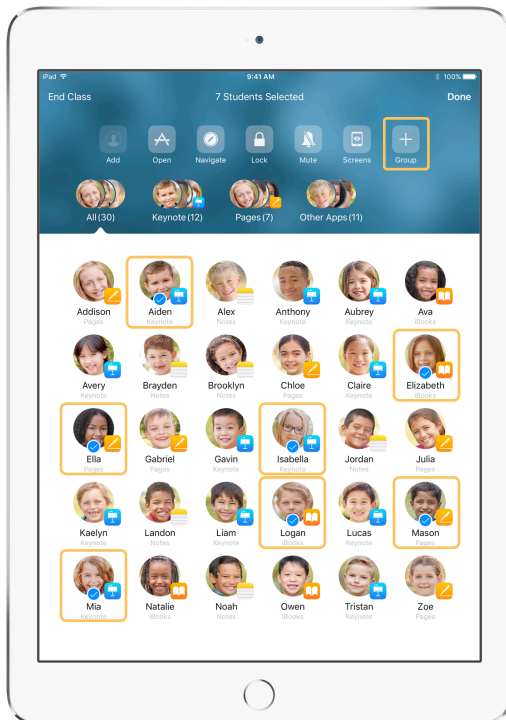 iPad 9:41 AM 100%
End Class 7 Students Selected Done
Add Open Navigate Lock Mute Screens Group
All (30) Keynote (12) Pages (7) Other Apps (11)
Addison Aiden Alex Anthony Aubrey Ava
Pages Keynote Notes Keynote Keynote iBooks
Avery Brayden Brooklyn Chloe Claire Elizabeth
Keynote Notes Notes Pages Keynote iBooks
Ella Gabriel Gavin Isabella Jordan Julia
Pages Pages Keynote Keynote Notes Pages
Kaelyn Landon Liam Logan Lucas Mason
Keynote Notes Keynote iBooks Keynote Pages
Mia Natalie Noah Owen Tristan Zoe
Keynote iBooks Notes iBooks Keynote Pages